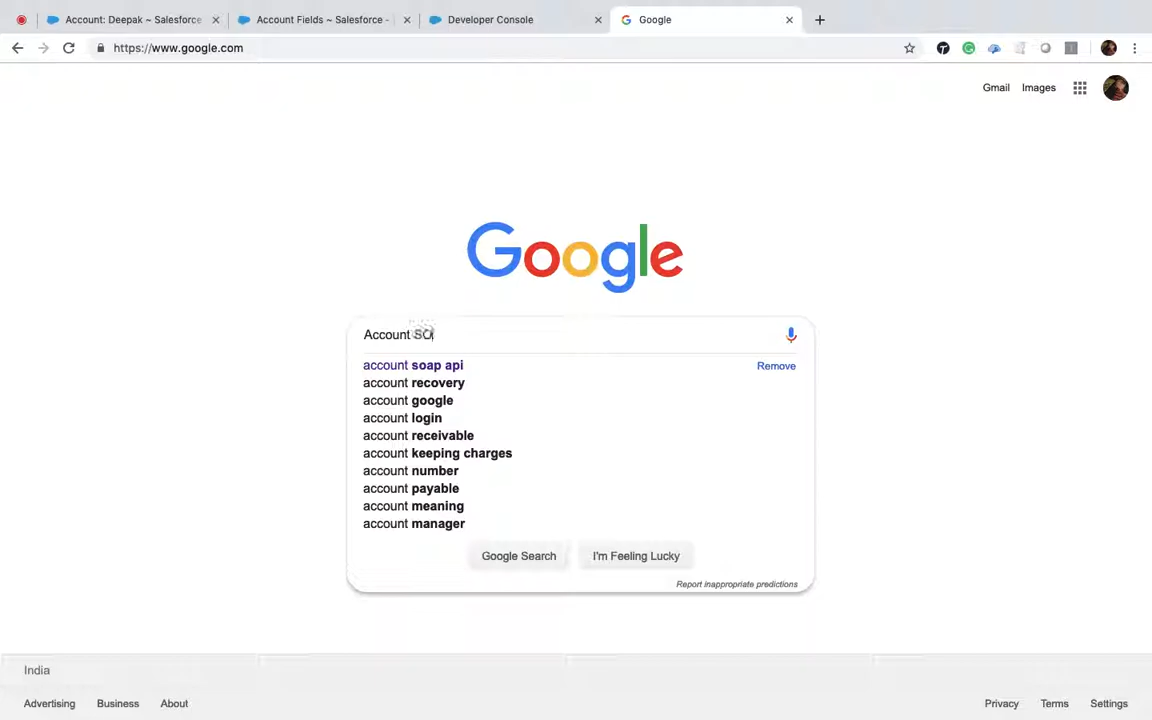 Account: Deepak ~ Salesforce
Account Fields ~ Salesforce -
Developer Console
Google
https://www.google.com
Gmail
Images
Google
Account SO
account soap api
Remove
account recovery
account google
account login
account receivable
account keeping charges
account number
account payable
account meaning
account manager
Google Search
I'm Feeling Lucky
Report inappropriate predictions
India
Advertising
Business
About
Privacy
Terms
Settings